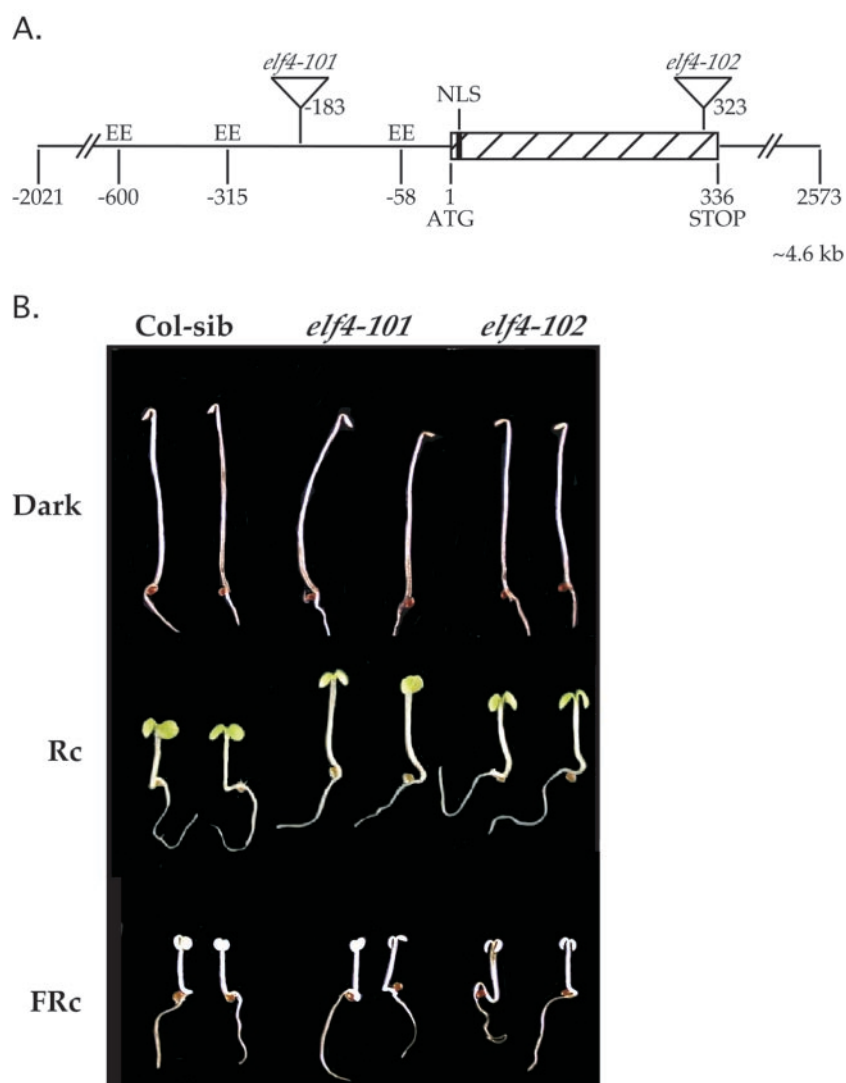 A.
elf4-101
elf4-102
-183
NLS
323
EE
EE
EE
-2021
-600
-315
-58
1
336
2573
ATG
STOP
~4.6 kb
B.
Col-sib
elf4-101
elf4-102
Dark
Rc
FRc